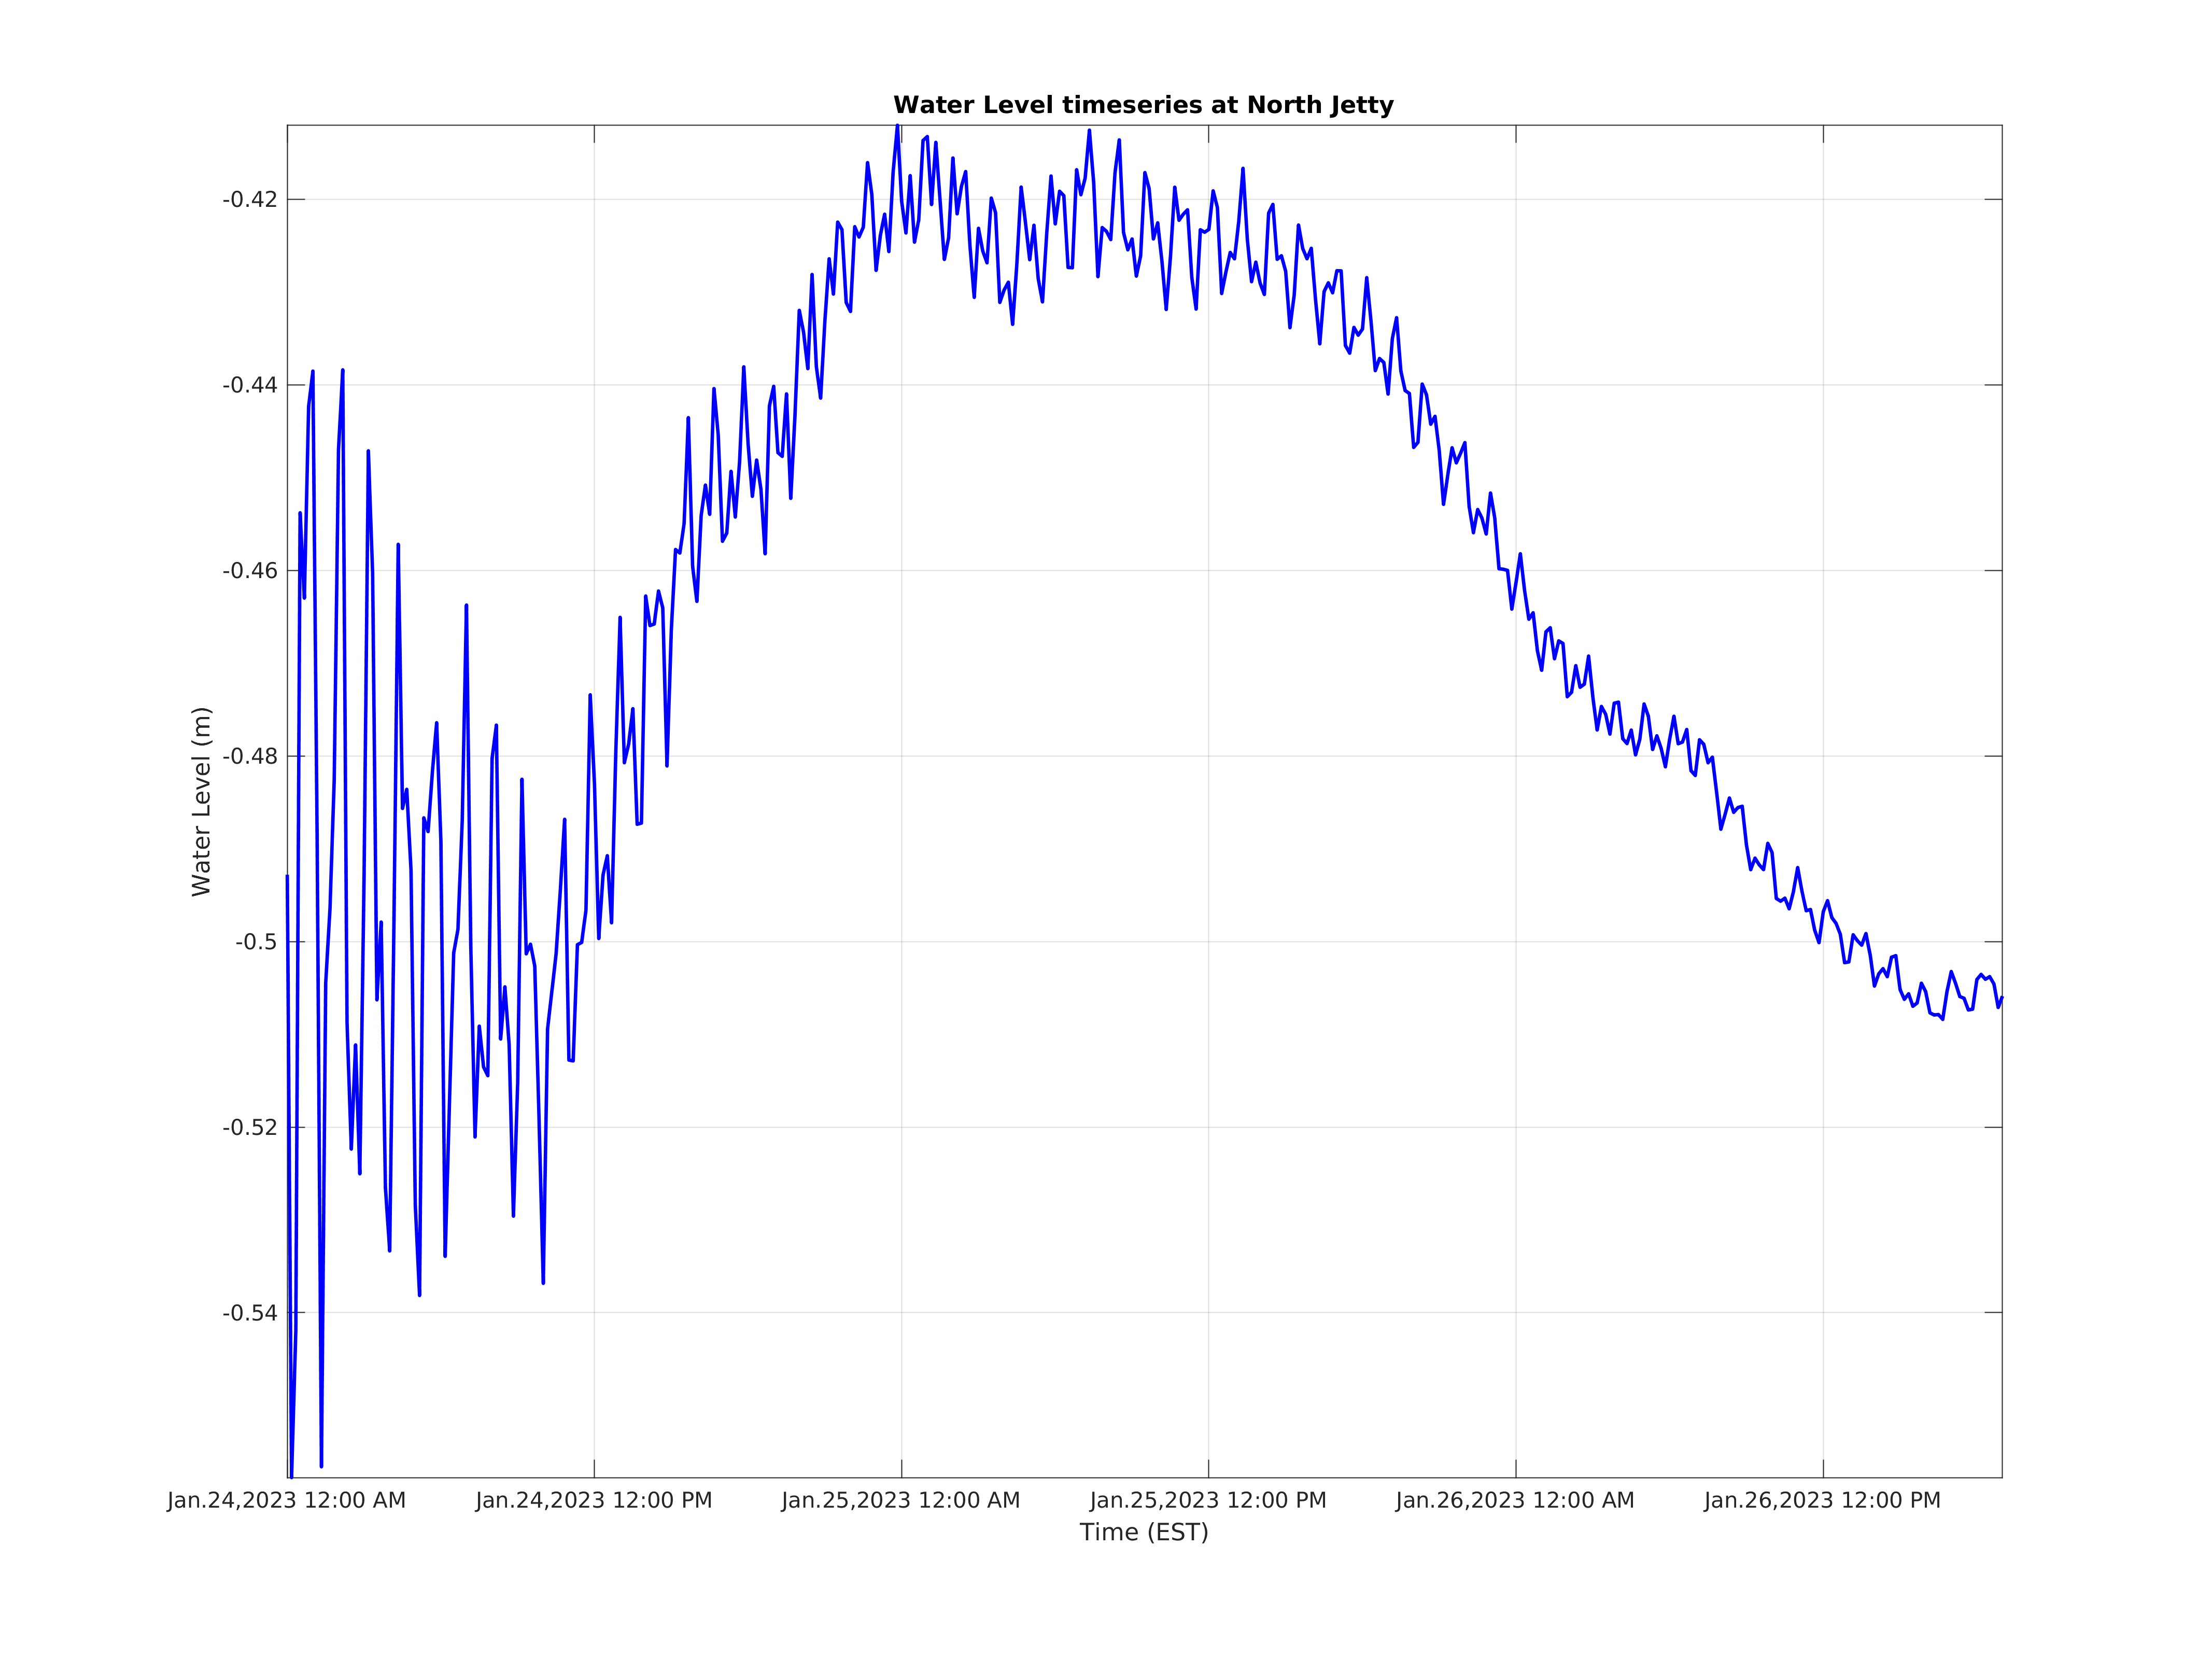 Water Level timeseries at North Jetty
-0.42
-0.44
-0.46
-0.48
-0.5
-0.52
-0.54
Water Level (m)
Jan.24,2023 12:00 AM
Jan.24,2023 12:00 PM
Jan.25,2023 12:00 AM
Jan.25,2023 12:00 PM
Jan.26,2023 12:00 AM
Jan.26,2023 12:00 PM
Time (EST)